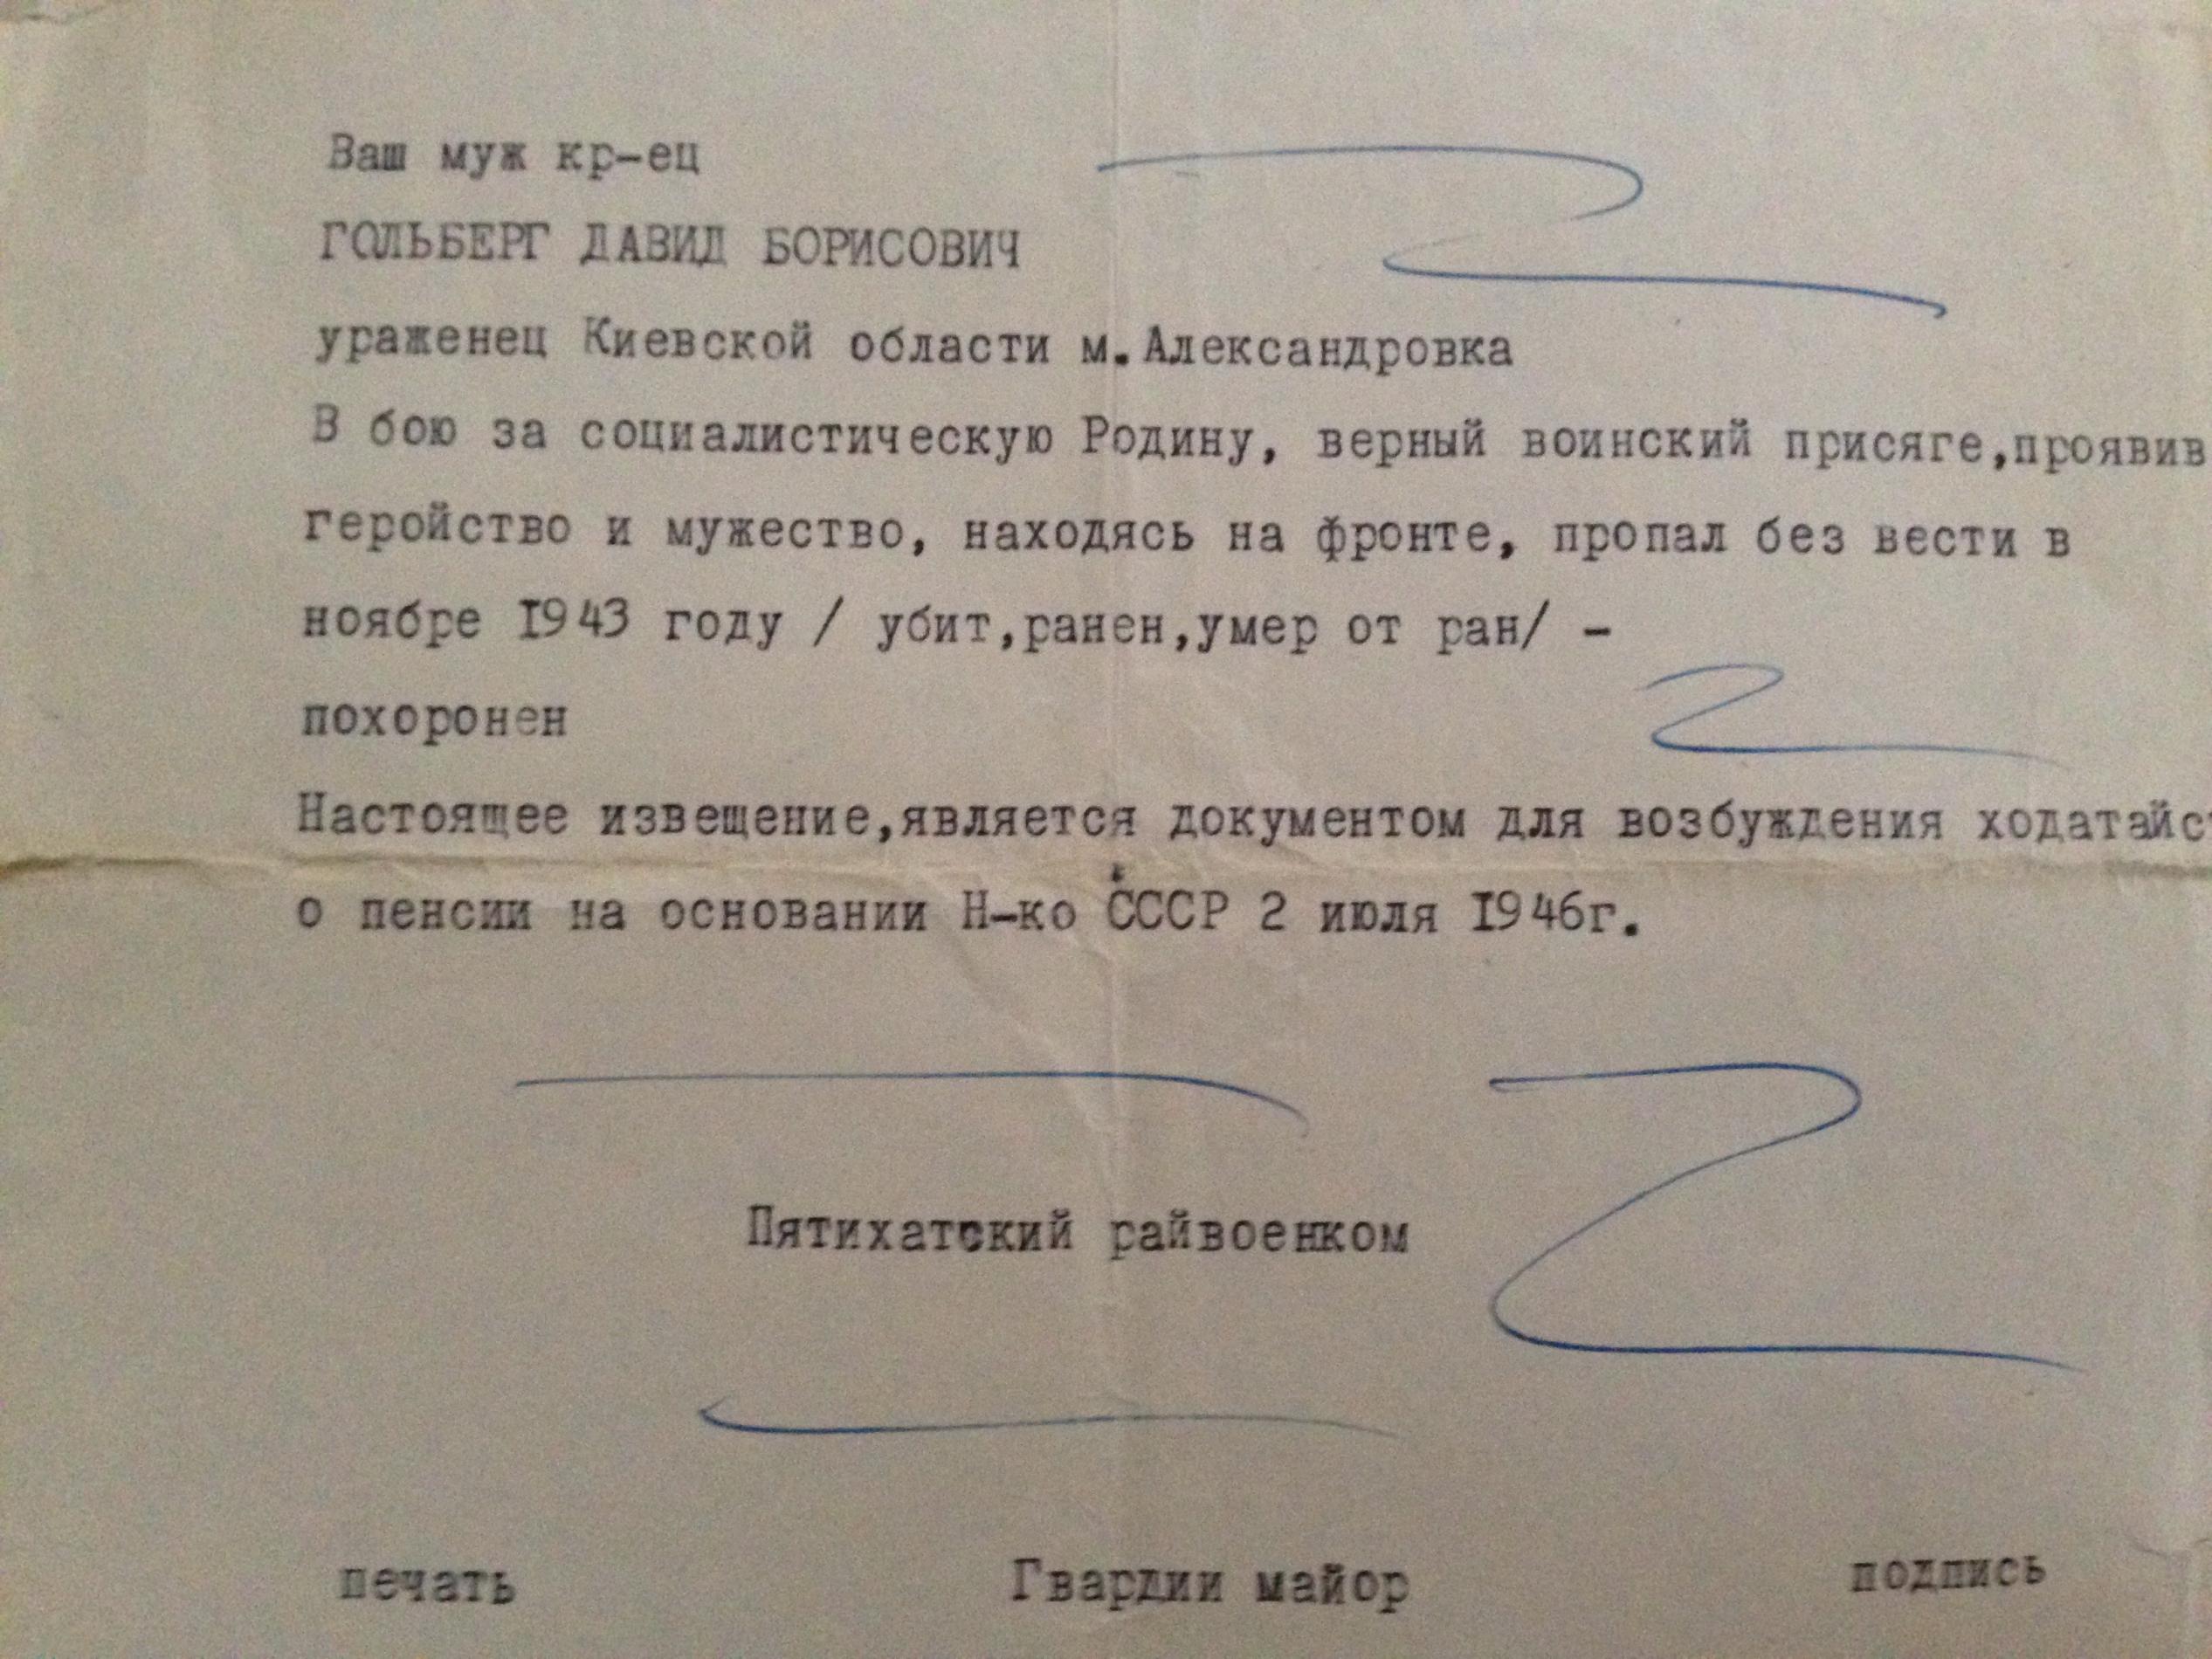 Ваш муж кр-ец
ГОЛЬБЕРГ ДАВИД БОРИСОВИЧ
ураженец Киевской области м.Александровка
В бою за социалистическую Родину, верный воинский присяге,проявив
геройство и мужество, находясь на фронте, пропал без вести в
ноябре 1943 году / убит,ранен,умер от ран/ -
похоронен
Настоящее извещение,является документом для возбуждения ходатайс
о пенсии на основании Н-ко СССР 2 июля 1946г.
Пятихатский райвоенком
печать Гвардии майор подпись